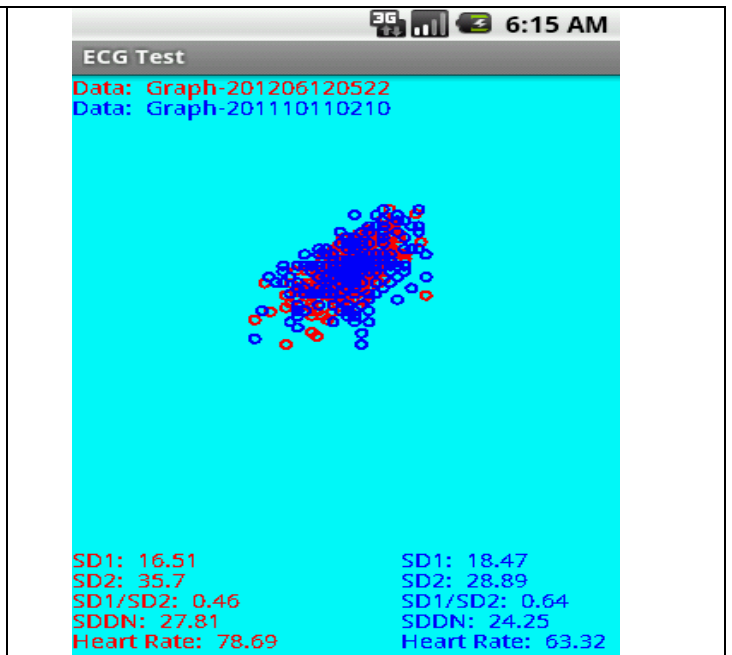 3G 6:15 AM
ECG Test
Data: Graph-201206120522
Data: Graph-201110110210
SD1: 16.51
SD2: 35.7
SD1/SD2: 0.46
SDDN: 27.81
Heart Rate: 78.69
SD1: 18.47
SD2: 28.89
SD1/SD2: 0.64
SDDN: 24.25
Heart Rate: 63.32